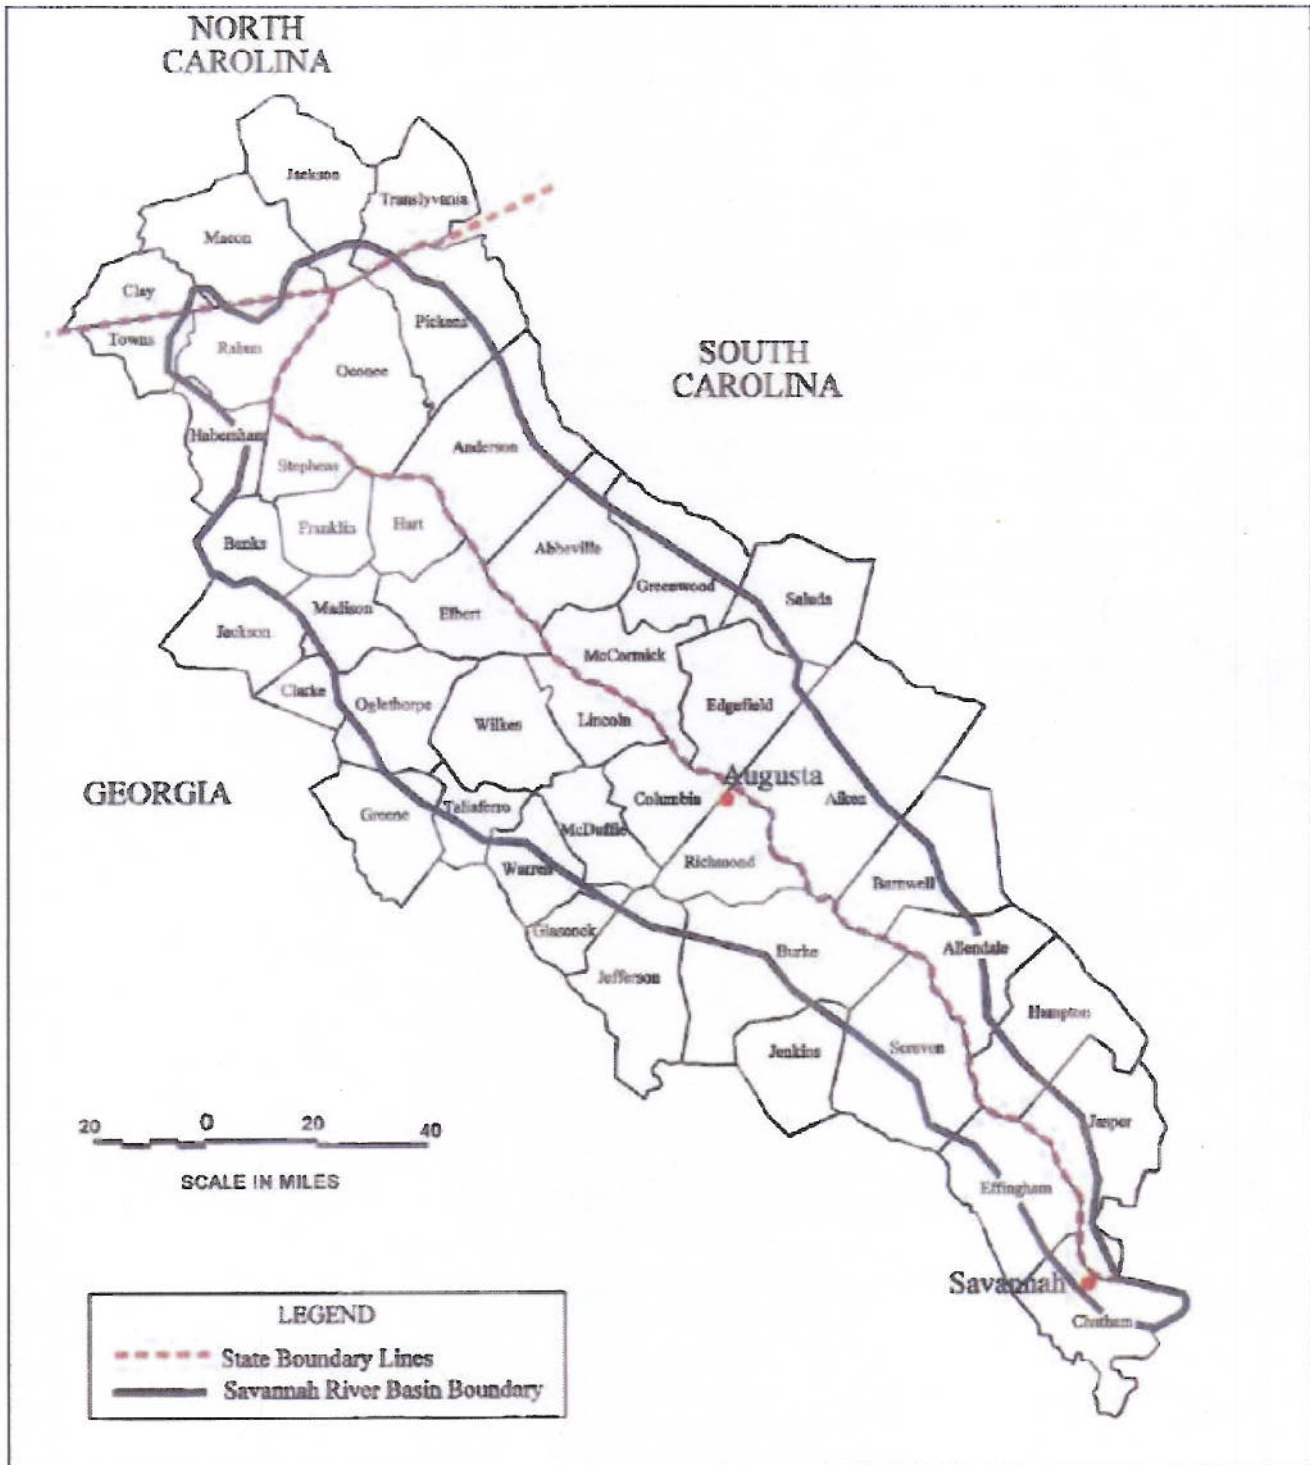 NORTH
CAROLINA
Jackson
Translyvania
Macon
Clay
Towns
Rabun
Pickens
Oconee
SOUTH
CAROLINA
Habersham
Anderson
Stephens
Franklin
Hart
Banks
Abbeville
Greenwood
Saluda
Madison
Elbert
Jackson
McCormick
Clarke
Oglethorpe
Edgefield
Wilkes
Lincoln
GEORGIA
Augusta
Columbia
Aiken
Greene
Taliaferro
McDuffie
Richmond
Warren
Barnwell
Glascock
Burke
Allendale
Jefferson
Hampton
Jenkins
Screven
Jasper
20 0 20 40
SCALE IN MILES
Effingham
Savannah
Chatham
LEGEND
State Boundary Lines
Savannah River Basin Boundary